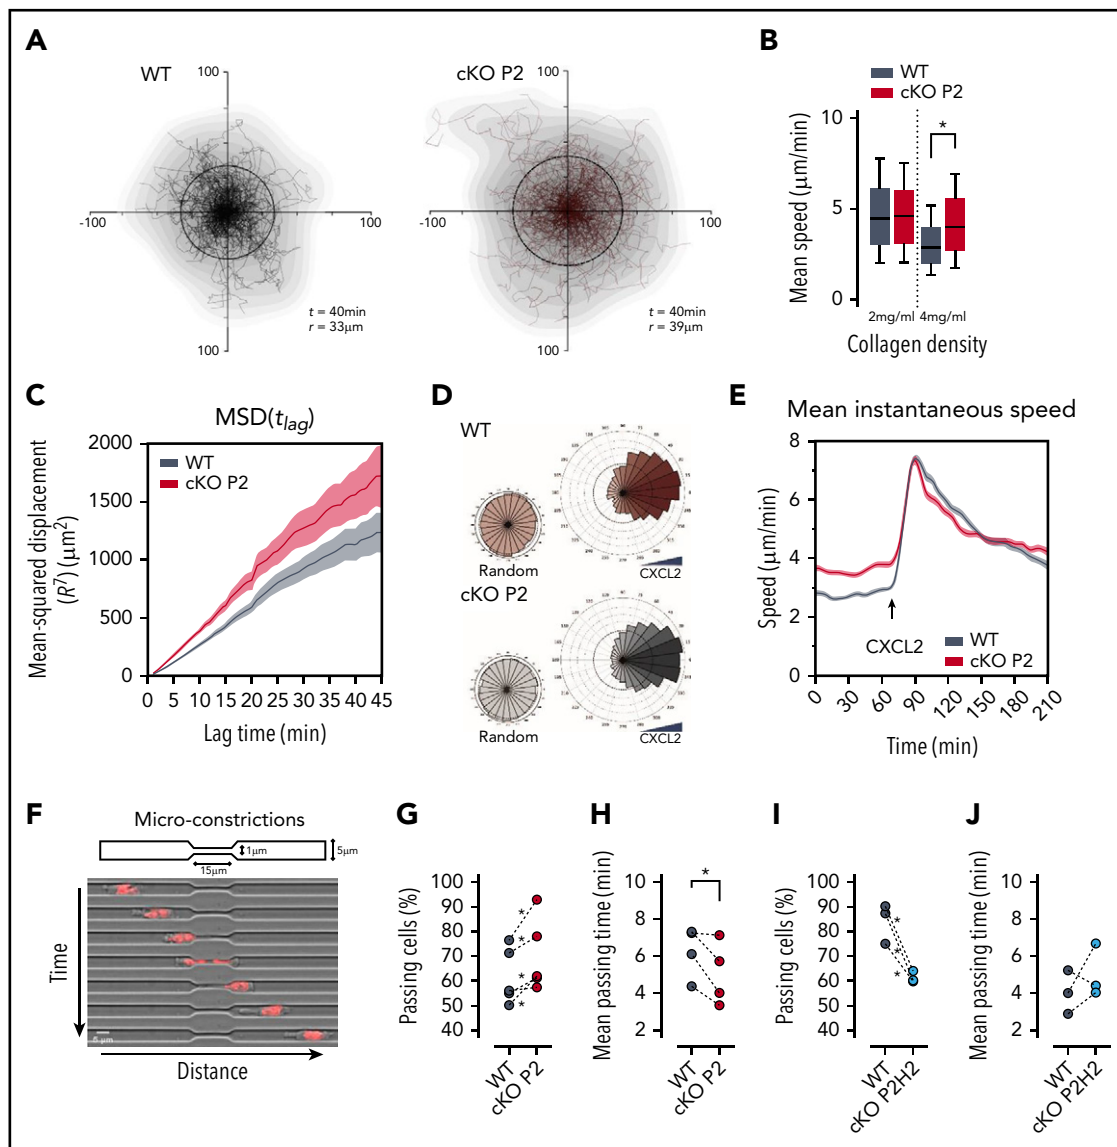 A
WT
100
-100
100
100
t = 40min
r = 33µm
cKO P2
100
-100
100
100
t = 40min
r = 39µm
B
WT
cKO P2
Mean speed (µm/min)
10
5
0
*
2mg/ml
4mg/ml
Collagen density
C
MSD(tlag)
WT
cKO P2
Mean-squared displacement
(R⁷) (µm²)
2000
1500
1000
500
0
0
5
10
15
20
25
30
35
40
45
Lag time (min)
D
WT
Random
CXCL2
cKO P2
Random
CXCL2
E
Mean instantaneous speed
Speed (µm/min)
8
6
4
2
0
CXCL2
WT
cKO P2
0
30
60
90
120
150
180
210
Time (min)
F
Micro-constrictions
1µm
5µm
15µm
Time
5 µm
Distance
G
Passing cells (%)
100
90
80
70
60
50
40
*
*
*
*
WT
cKO P2
H
Mean passing time (min)
10
8
6
4
2
*
WT
cKO P2
I
Passing cells (%)
100
90
80
70
60
50
40
*
*
*
WT
cKO P2H2
J
Mean passing time (min)
10
8
6
4
2
WT
cKO P2H2